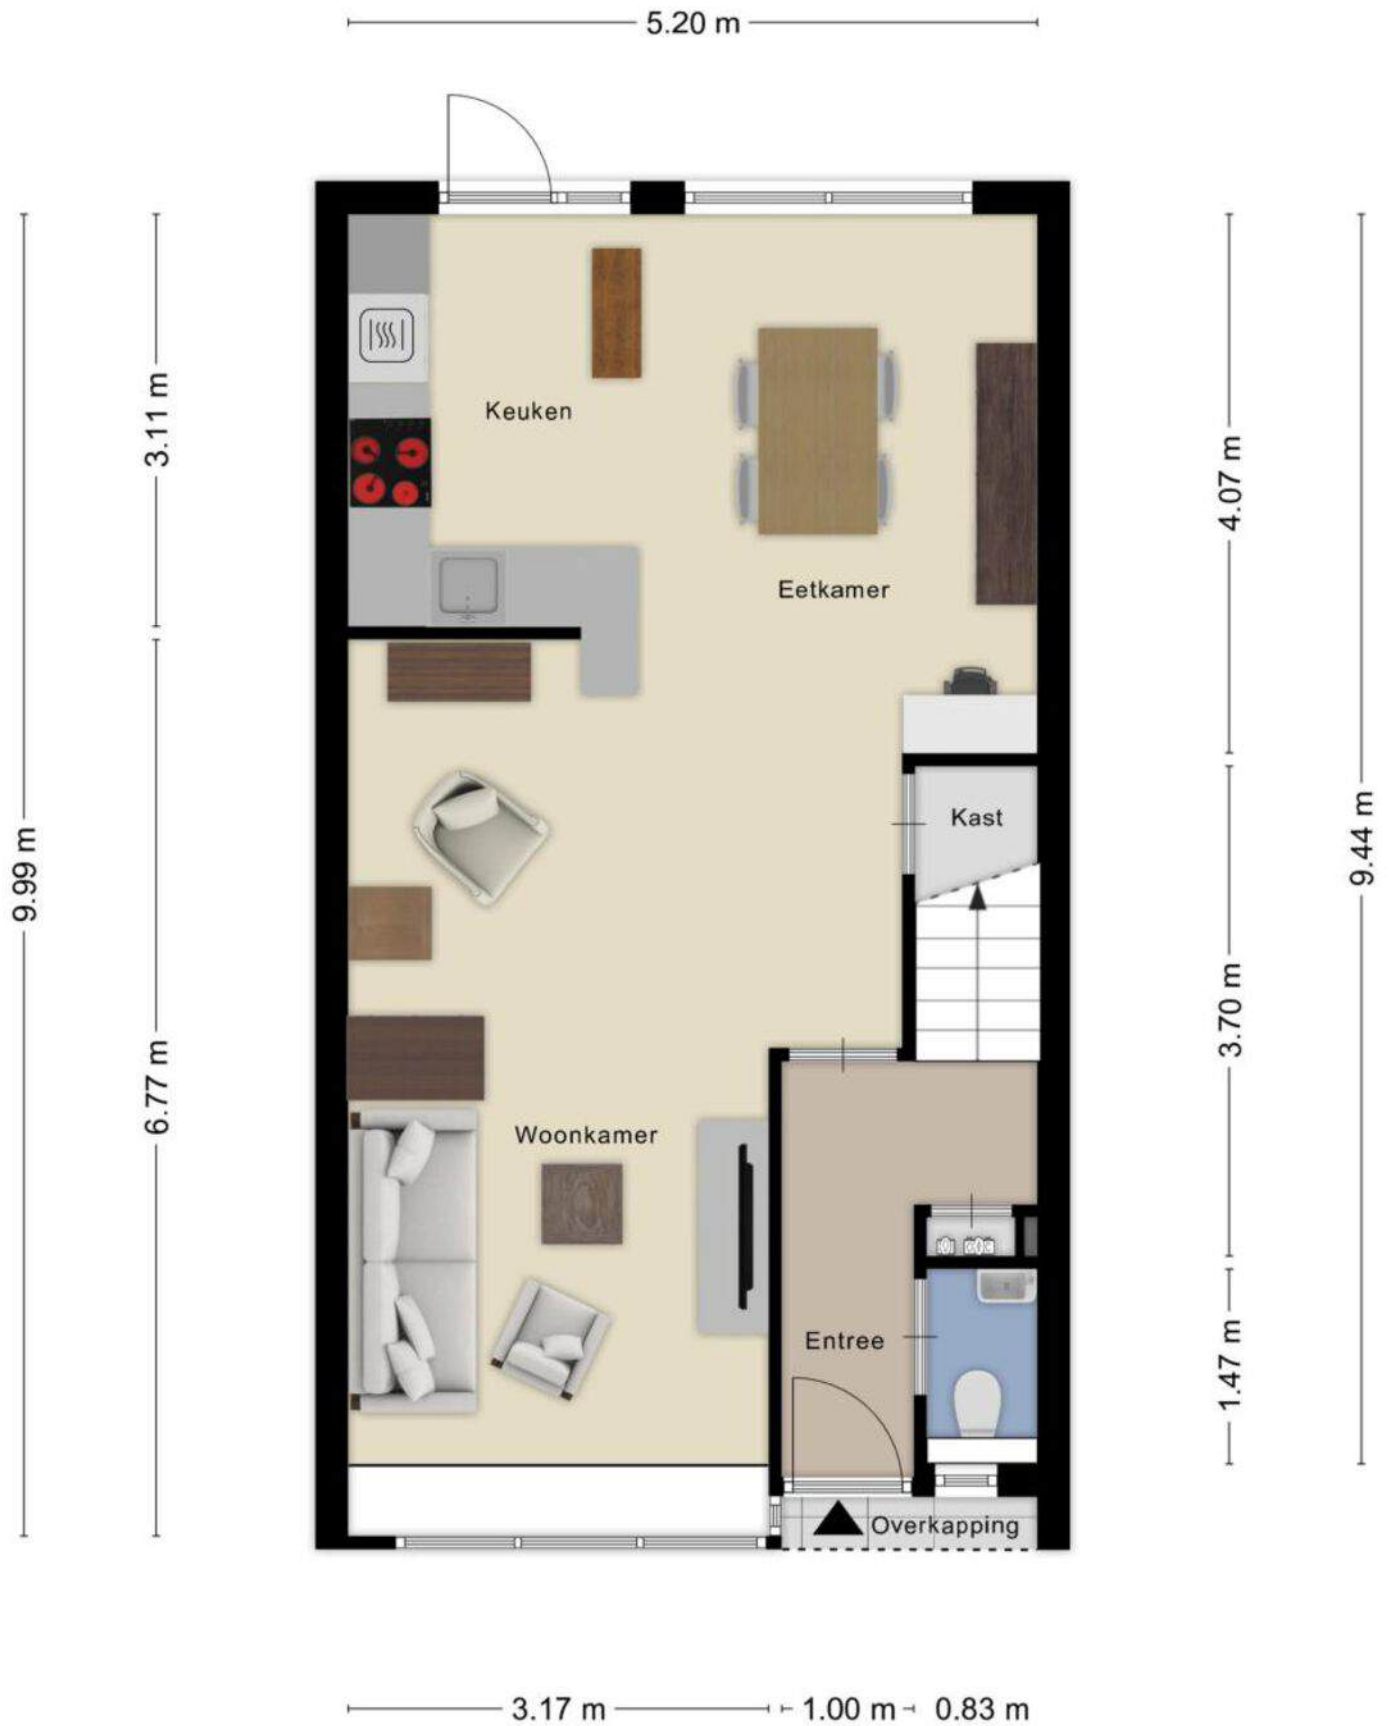 5.20 m
3.11 m
Keuken
4.07 m
Eetkamer
Kast
9.99 m
9.44 m
3.70 m
6.77 m
Woonkamer
Entree
1.47 m
Overkapping
3.17 m
1.00 m
0.83 m